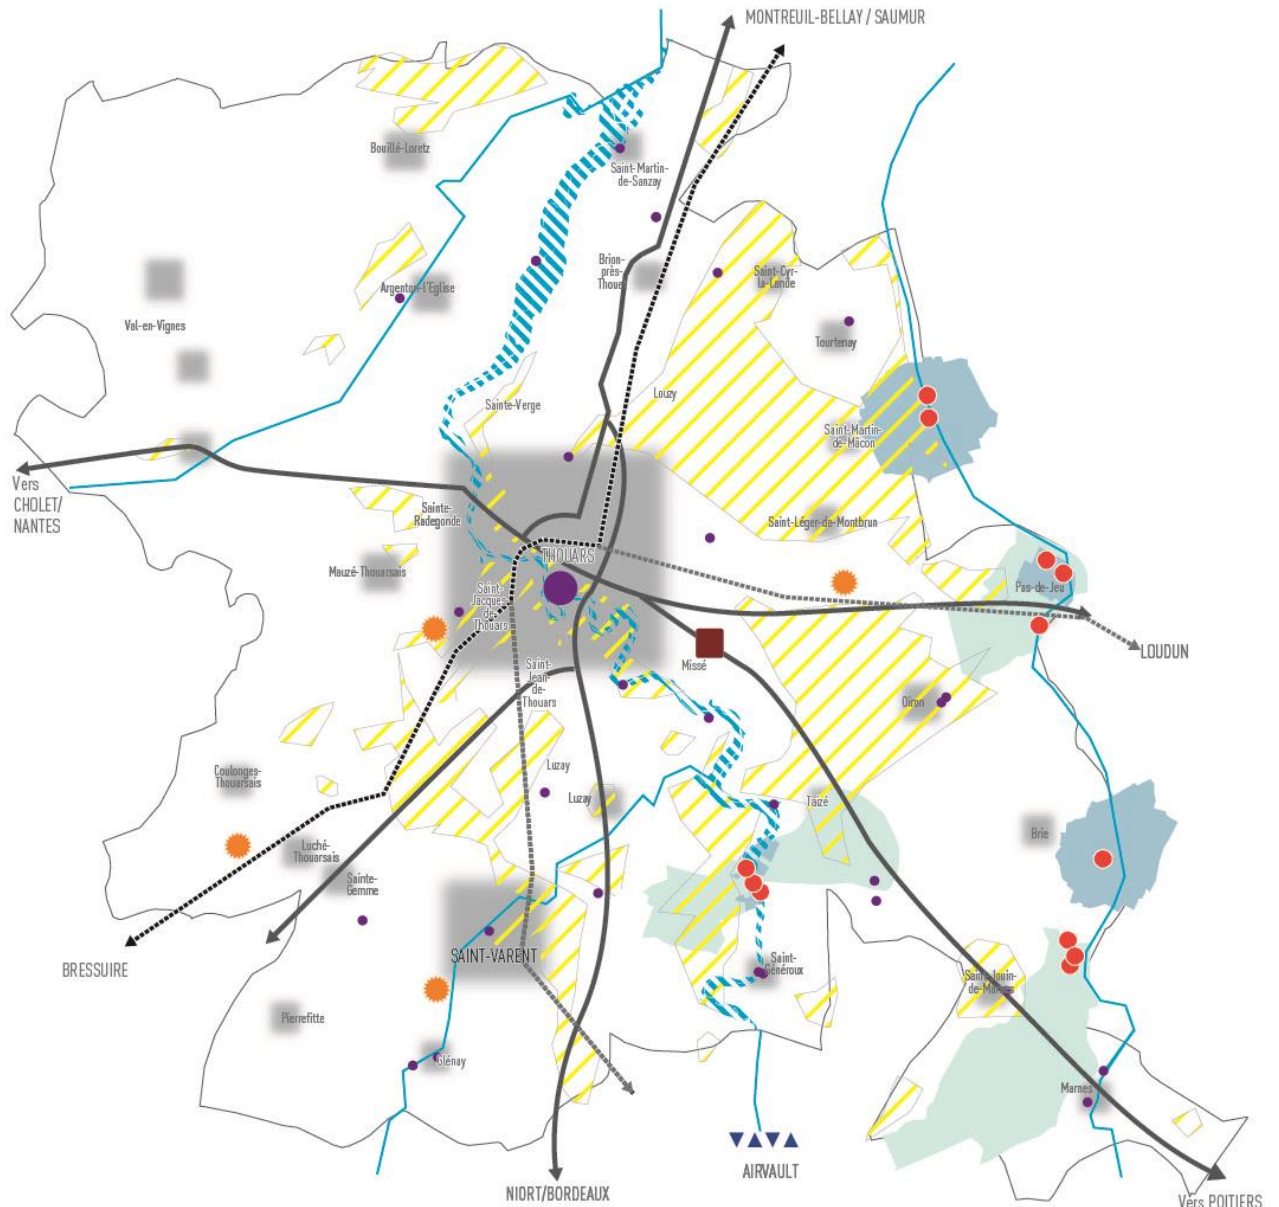 MONTREUIL-BELLAY / SAUMUR
Bouillé-Loretz
Saint-Martin-
de-Sanzay
Brion-
près-
Thouet
Saint-Cyr-
la-Lande
Argenton-l'Eglise
Val-en-Vignes
Tourtenay
Louzy
Sainte-Verge
Saint-Martin-
de-Mâcon
Vers
CHOLET/
NANTES
Sainte-
Radegonde
Saint-Léger-de-Montbrun
THOUARS
Mauzé-Thouarsais
Saint-
Jacques-
de-
Thouars
Pas-de-Jeu
LOUDUN
Missé
Saint-
Jean-
de-
Thouars
Oiron
Coulonges-
Thouarsais
Luzay
Luzay
Taizé
Brie
Luché-
Thouarsais
Sainte-
Gemme
SAINT-VARENT
BRESSUIRE
Saint-
Généroux
Saint-Jouin-
de-Marnes
Pierrefitte
Glénay
Marnes
AIRVAULT
NIORT/BORDEAUX
Vers POITIERS